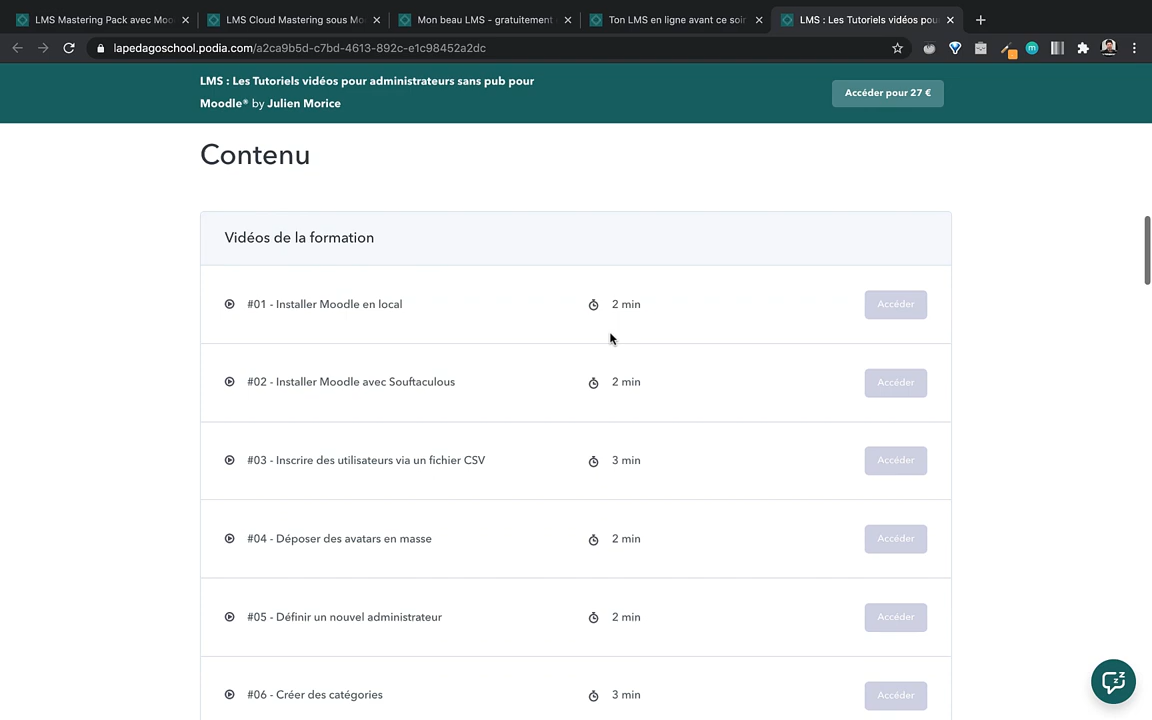 LMS Mastering Pack avec Moo
LMS Cloud Mastering sous Mo
Mon beau LMS - gratuitement
Ton LMS en ligne avant ce soir
LMS : Les Tutoriels vidéos pou
lapedagoschool.podia.com/a2ca9b5d-c7bd-4613-892c-e1c98452a2dc
LMS : Les Tutoriels vidéos pour administrateurs sans pub pour
Moodle® by Julien Morice
Accéder pour 27 €
Contenu
Vidéos de la formation
#01 - Installer Moodle en local 2 min Accéder
#02 - Installer Moodle avec Souftaculous 2 min Accéder
#03 - Inscrire des utilisateurs via un fichier CSV 3 min Accéder
#04 - Déposer des avatars en masse 2 min Accéder
#05 - Définir un nouvel administrateur 2 min Accéder
#06 - Créer des catégories 3 min Accéder